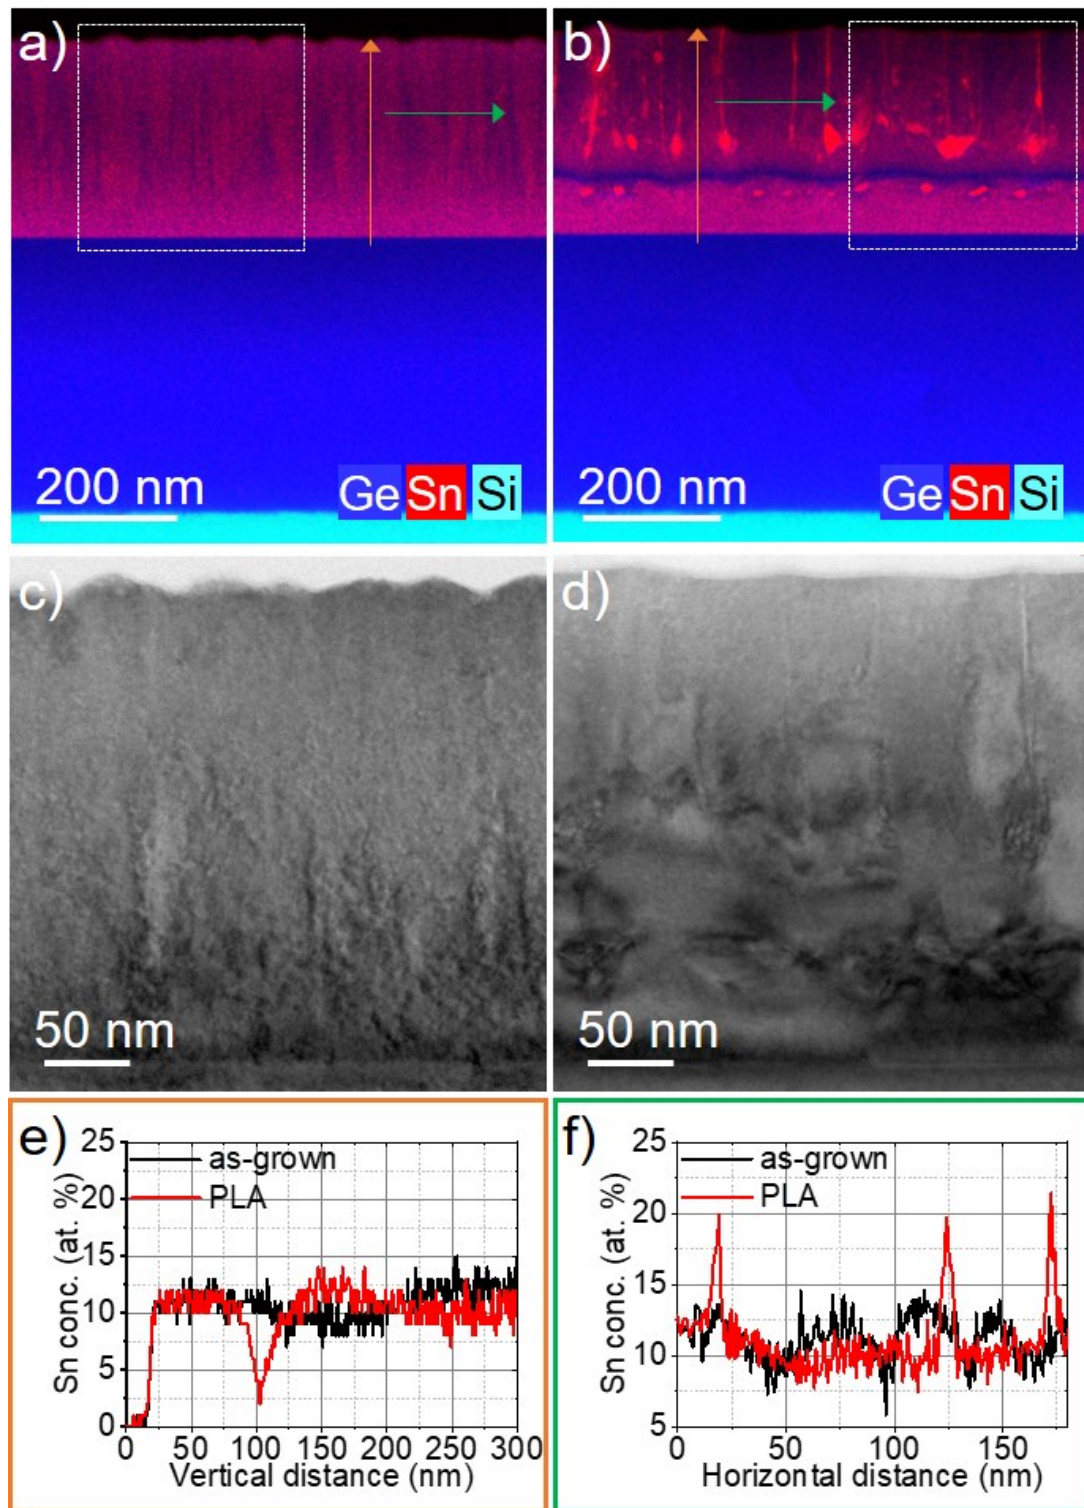 a)
200 nm
Ge Sn Si
b)
200 nm
Ge Sn Si
c)
50 nm
d)
50 nm
e)
25
20
15
10
5
0
Sn conc. (at. %)
as-grown
PLA
0 50 100 150 200 250 300
Vertical distance (nm)
f)
25
20
15
10
5
Sn conc. (at. %)
as-grown
PLA
0 50 100 150
Horizontal distance (nm)